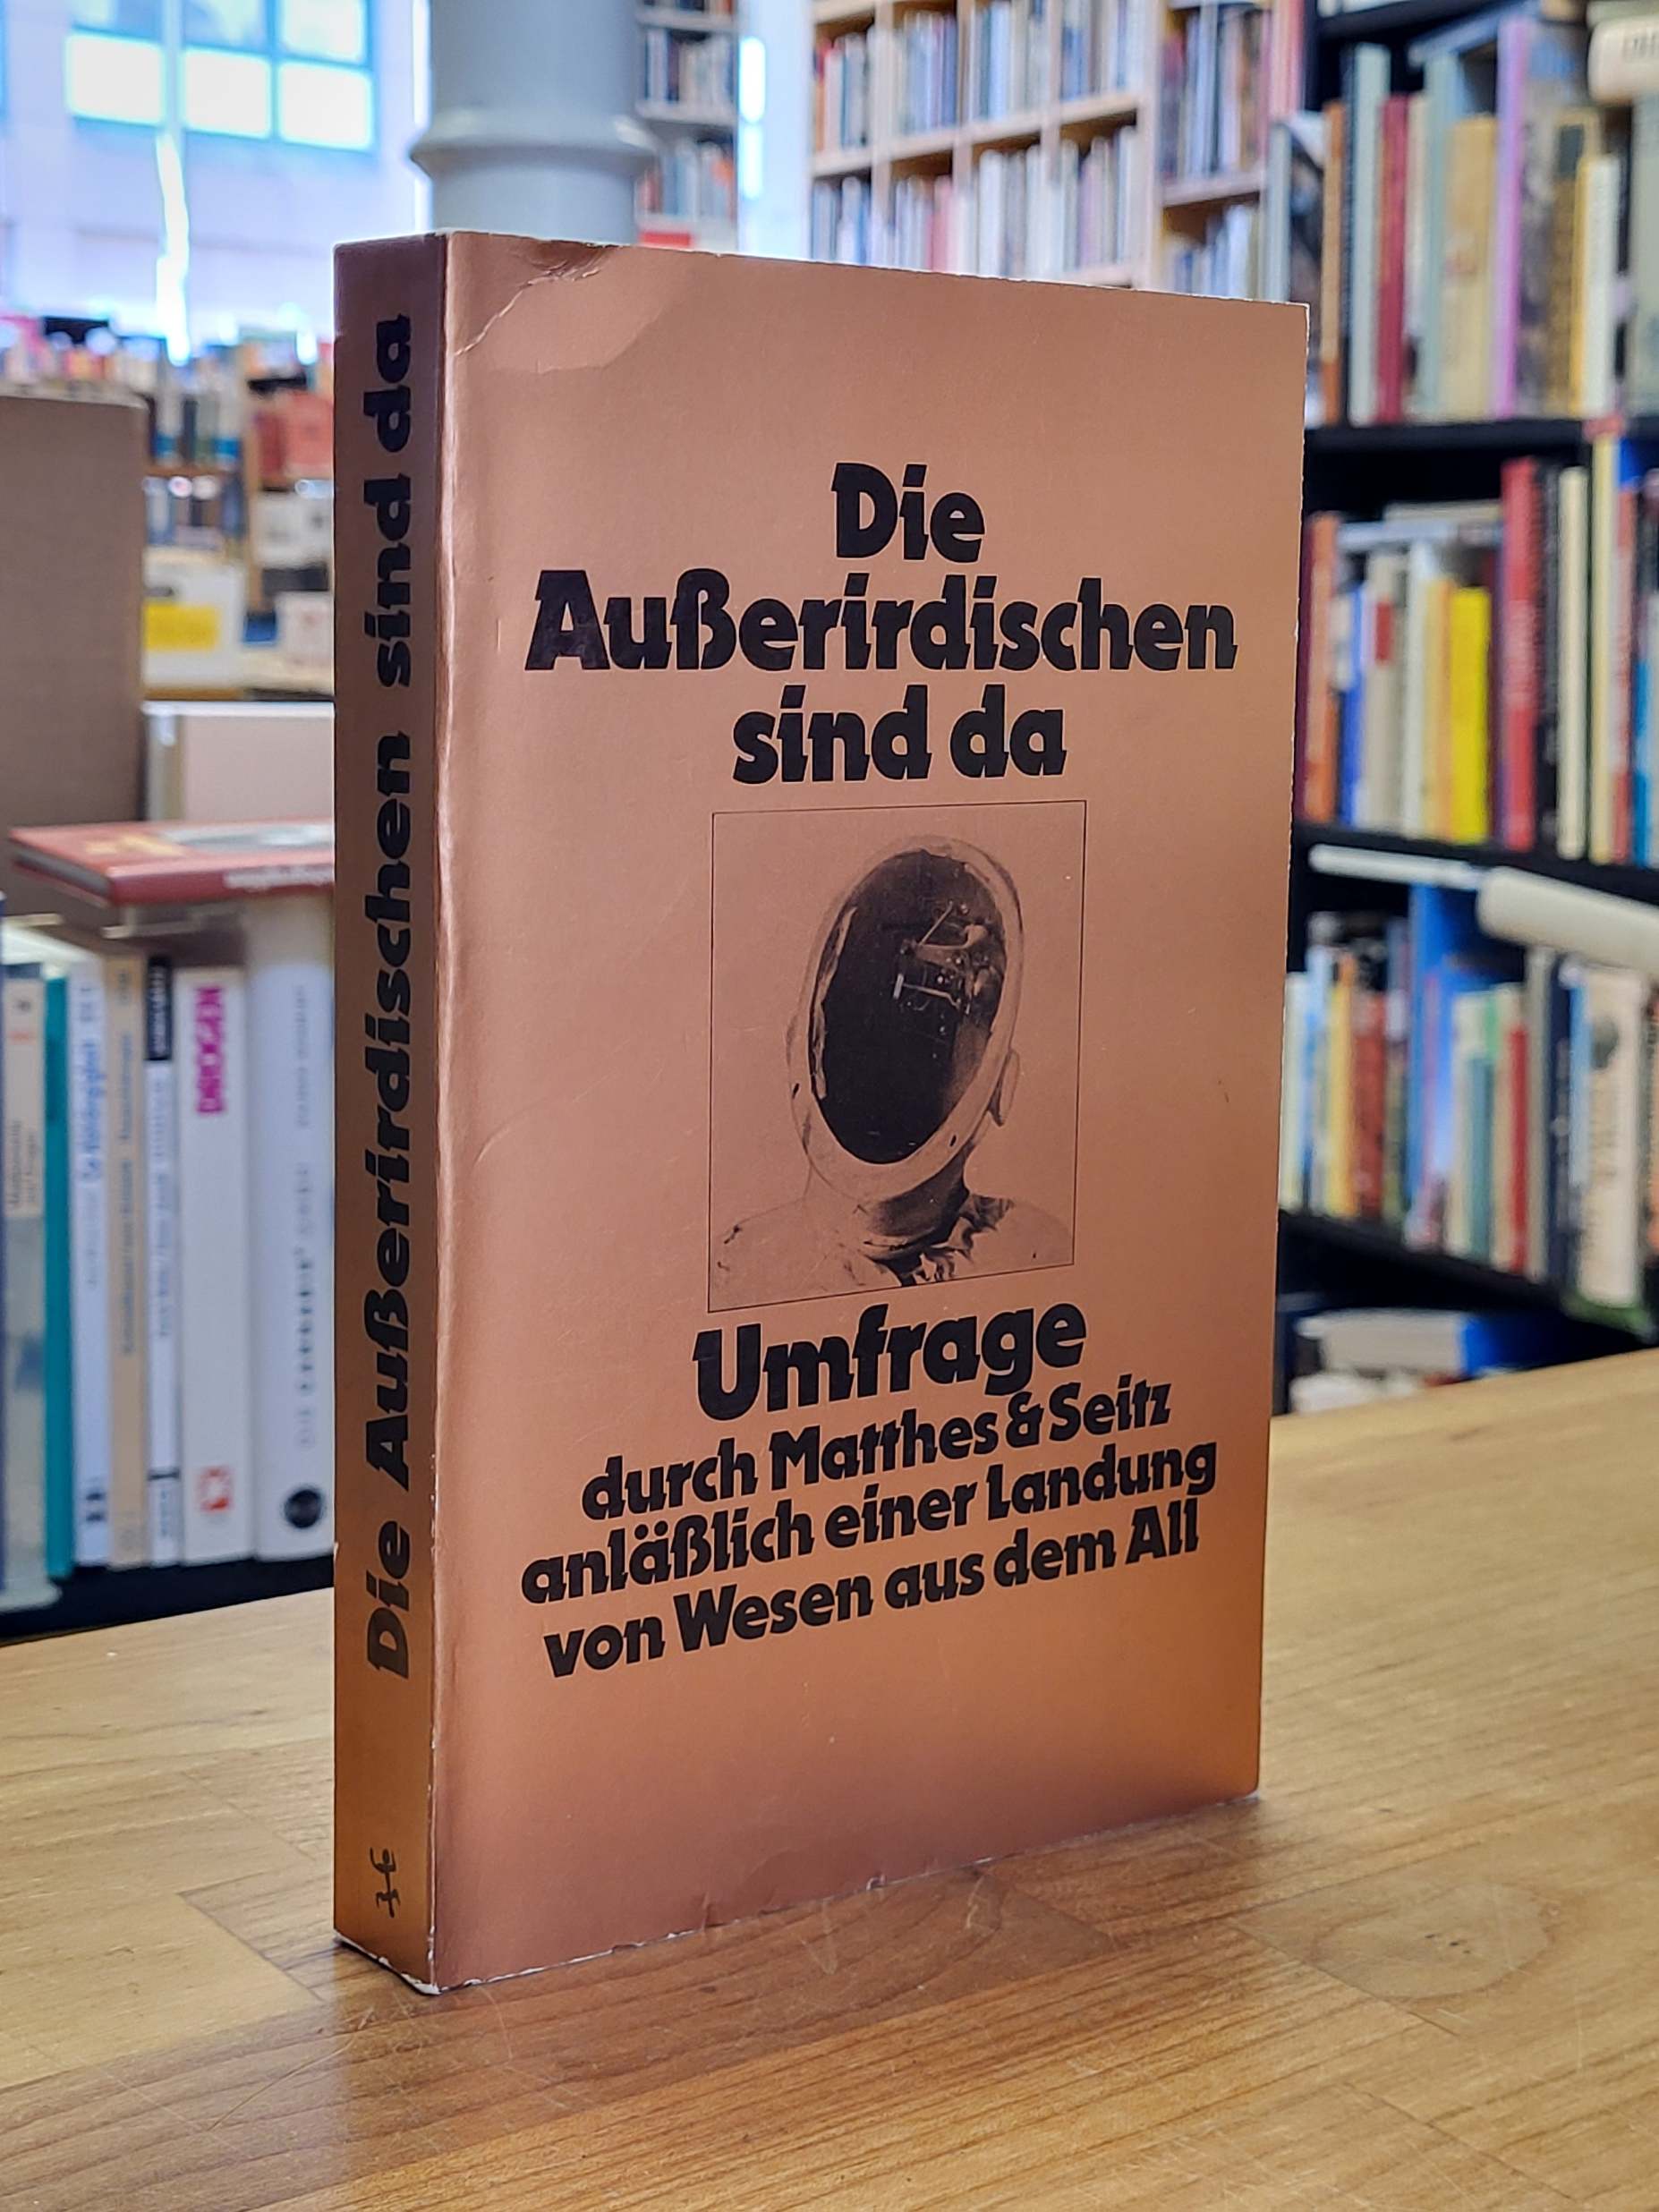 Die Außerirdischen sind da
Die
Außerirdischen
sind da
Umfrage
durch Matthes & Seitz
anläßlich einer Landung
von Wesen aus dem All
DROGEN